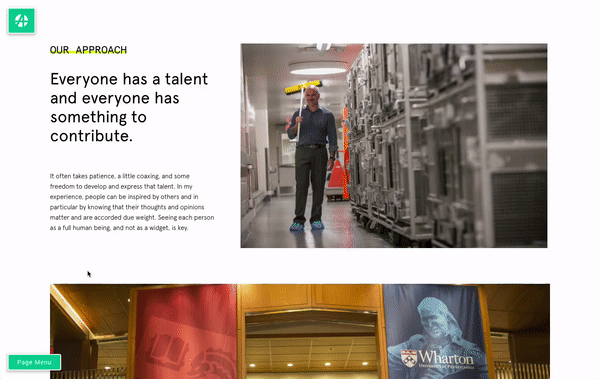 OUR APPROACH
Everyone has a talent
and everyone has
something to
contribute.
It often takes patience, a little coaxing, and some
freedom to develop and express that talent. In my
experience, people can be inspired by others and in
particular by knowing that their thoughts and opinions
matter and are accorded due weight. Seeing each person
as a full human being, and not as a widget, is key.
Wharton
UNIVERSITY of PENNSYLVANIA
Page Menu